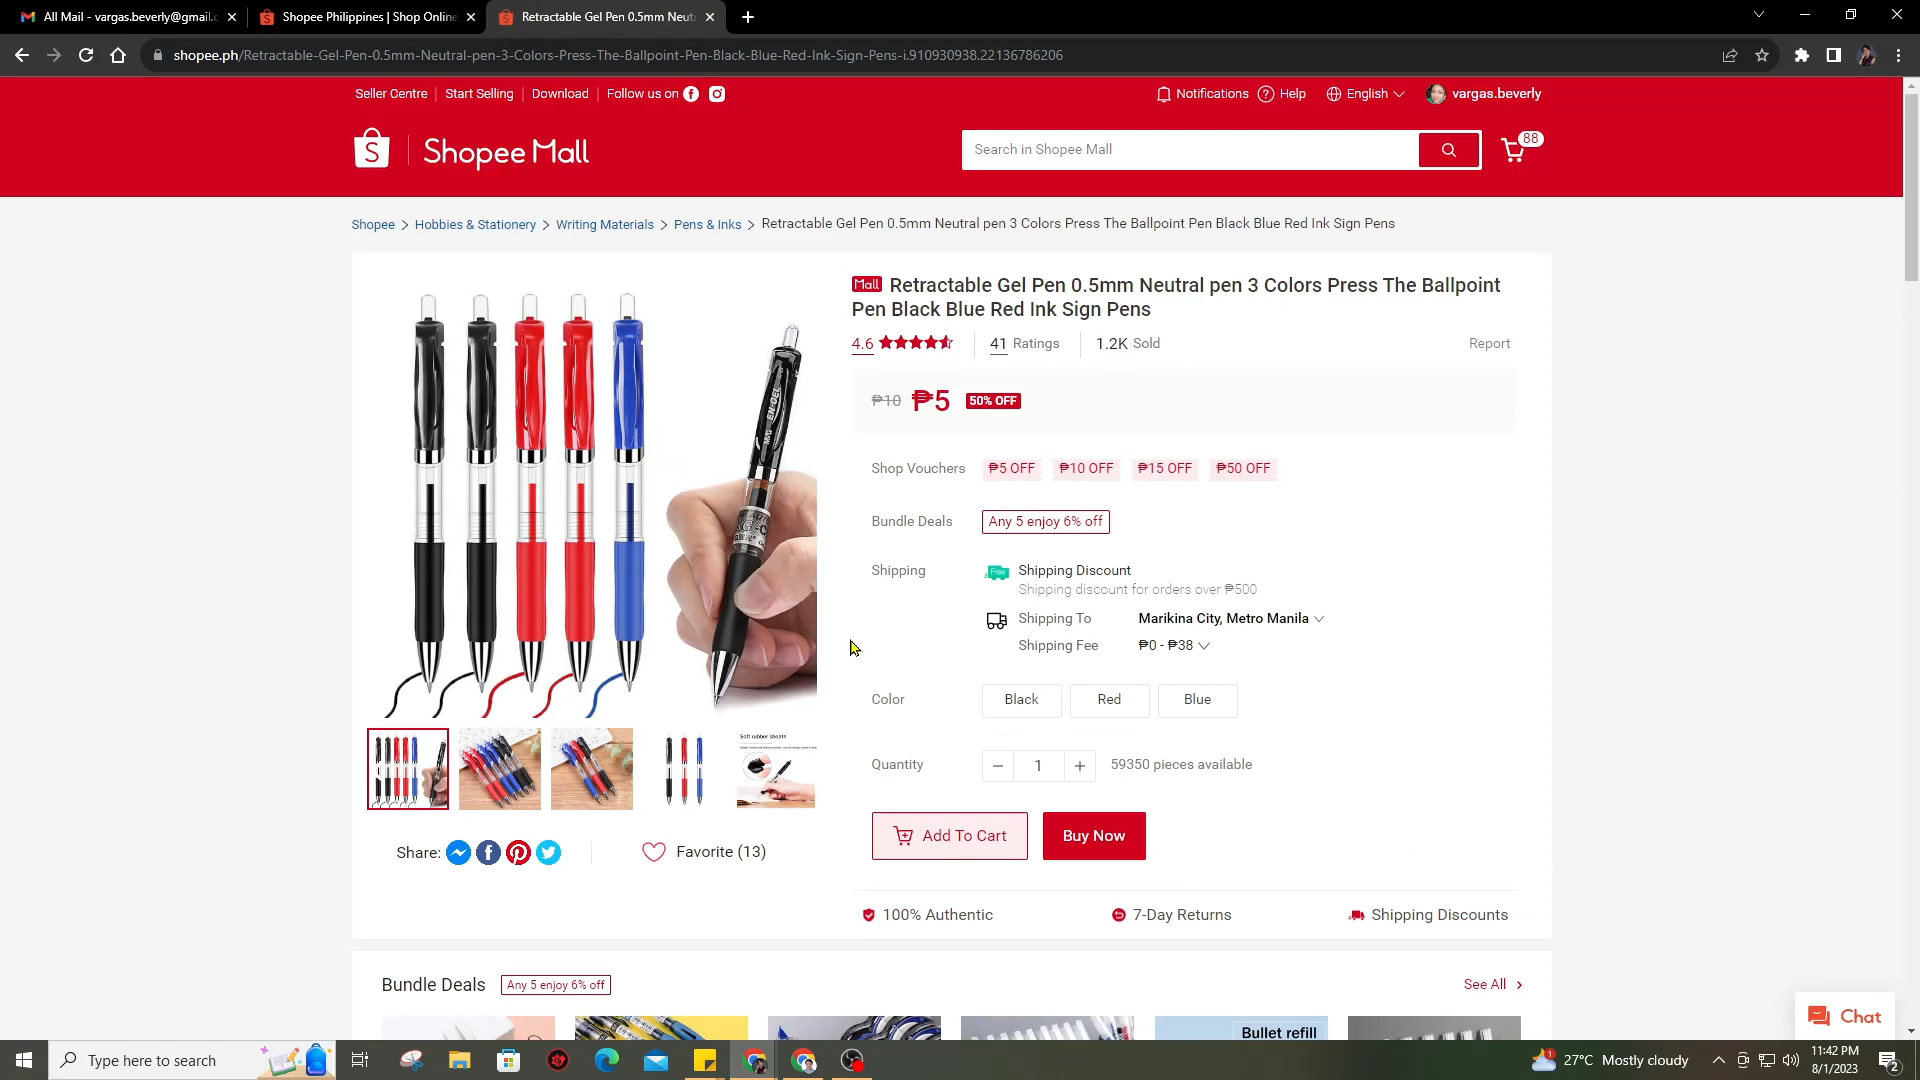 All Mail - vargas.beverly@gmail.c
Shopee Philippines | Shop Online
Retractable Gel Pen 0.5mm Neut
shopee.ph/Retractable-Gel-Pen-0.5mm-Neutral-pen-3-Colors-Press-The-Ballpoint-Pen-Black-Blue-Red-Ink-Sign-Pens-i.910930938.22136786206
Seller Centre | Start Selling | Download | Follow us on
Notifications Help English vargas.beverly
Shopee Mall
Search in Shopee Mall
88
Shopee > Hobbies & Stationery > Writing Materials > Pens & Inks > Retractable Gel Pen 0.5mm Neutral pen 3 Colors Press The Ballpoint Pen Black Blue Red Ink Sign Pens
Mall Retractable Gel Pen 0.5mm Neutral pen 3 Colors Press The Ballpoint
Pen Black Blue Red Ink Sign Pens
4.6 41 Ratings 1.2K Sold Report
₱10 ₱5 50% OFF
Shop Vouchers ₱5 OFF ₱10 OFF ₱15 OFF ₱50 OFF
Bundle Deals Any 5 enjoy 6% off
Shipping Free Shipping Discount
Shipping discount for orders over ₱500
Shipping To Marikina City, Metro Manila
Shipping Fee ₱0 - ₱38
Color Black Red Blue
Quantity − 1 + 59350 pieces available
Add To Cart Buy Now
100% Authentic 7-Day Returns Shipping Discounts
EN-GEL
M&G
Soft rubber sheath
Share: Favorite (13)
Bundle Deals Any 5 enjoy 6% off See All >
Bullet refill
Chat
Type here to search
27°C Mostly cloudy
11:42 PM
8/1/2023
2